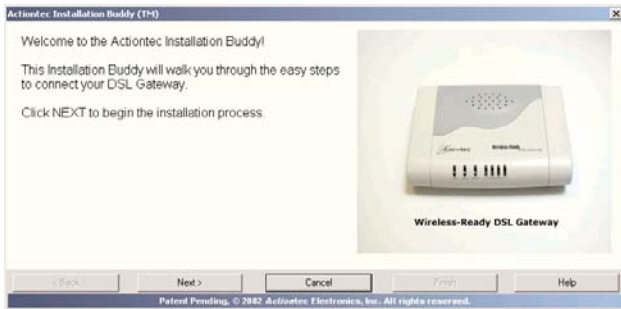 Actiontec Installation Buddy (TM)
Welcome to the Actiontec Installation Buddy!
This Installation Buddy will walk you through the easy steps
to connect your DSL Gateway.
Click NEXT to begin the installation process.
Actiontec
Wireless-Ready DSL Gateway
< Back
Next >
Cancel
Finish
Help
Patent Pending, © 2002 Actiontec Electronics, Inc. All rights reserved.